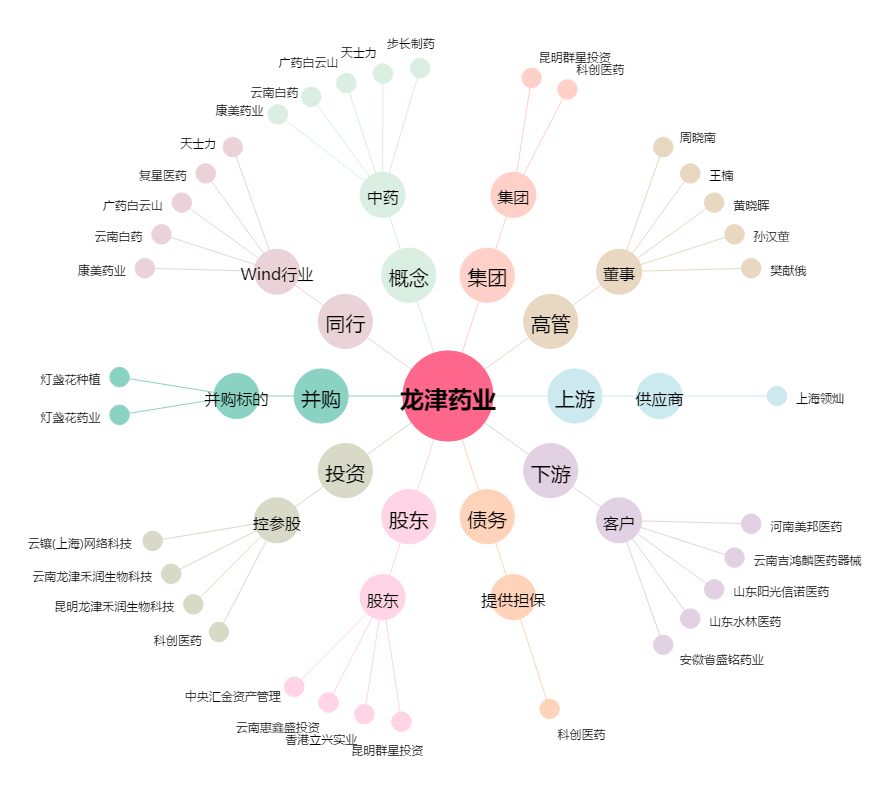 步长制药
天士力
广药白云山
云南白药
康美药业
中药
概念
昆明群星投资
科创医药
集团
集团
周晓南
王楠
黄晓晖
孙汉董
樊献俄
董事
高管
天士力
复星医药
广药白云山
云南白药
康美药业
Wind行业
同行
龙津药业
灯盏花种植
灯盏花药业
并购标的
并购
上游
供应商
上海领灿
投资
控参股
云镶(上海)网络科技
云南龙津禾润生物科技
昆明龙津禾润生物科技
科创医药
股东
股东
中央汇金资产管理
云南惠鑫盛投资
香港立兴实业
昆明群星投资
债务
提供担保
科创医药
下游
客户
河南美邦医药
云南吉鸿麟医药器械
山东阳光信诺医药
山东水林医药
安徽省盛铭药业